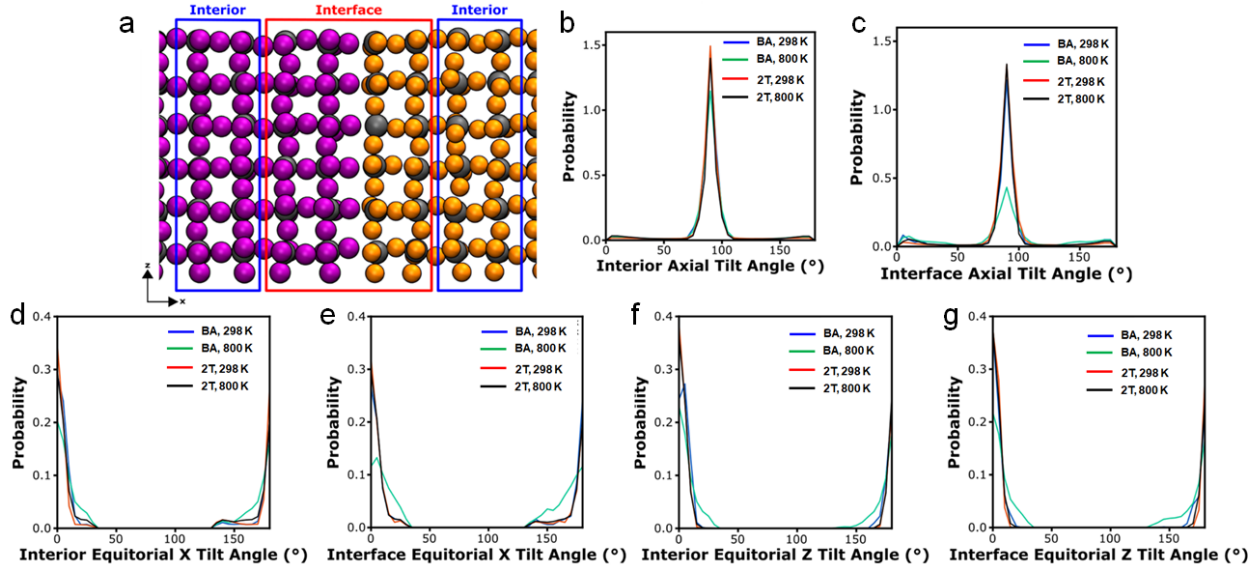 a
Interior
Interface
Interior
z
x
b
1.5
1.0
0.5
0.0
Probability
0
50
100
150
Interior Axial Tilt Angle (°)
BA, 298 K
BA, 800 K
2T, 298 K
2T, 800 K
c
1.5
1.0
0.5
0.0
Probability
0
50
100
150
Interface Axial Tilt Angle (°)
BA, 298 K
BA, 800 K
2T, 298 K
2T, 800 K
d
0.4
0.3
0.2
0.1
0.0
Probability
0
50
100
150
Interior Equitorial X Tilt Angle (°)
BA, 298 K
BA, 800 K
2T, 298 K
2T, 800 K
e
0.4
0.3
0.2
0.1
0.0
Probability
0
50
100
150
Interface Equitorial X Tilt Angle (°)
BA, 298 K
BA, 800 K
2T, 298 K
2T, 800 K
f
0.4
0.3
0.2
0.1
0.0
Probability
0
50
100
150
Interior Equitorial Z Tilt Angle (°)
BA, 298 K
BA, 800 K
2T, 298 K
2T, 800 K
g
0.4
0.3
0.2
0.1
0.0
Probability
0
50
100
150
Interface Equitorial Z Tilt Angle (°)
BA, 298 K
BA, 800 K
2T, 298 K
2T, 800 K